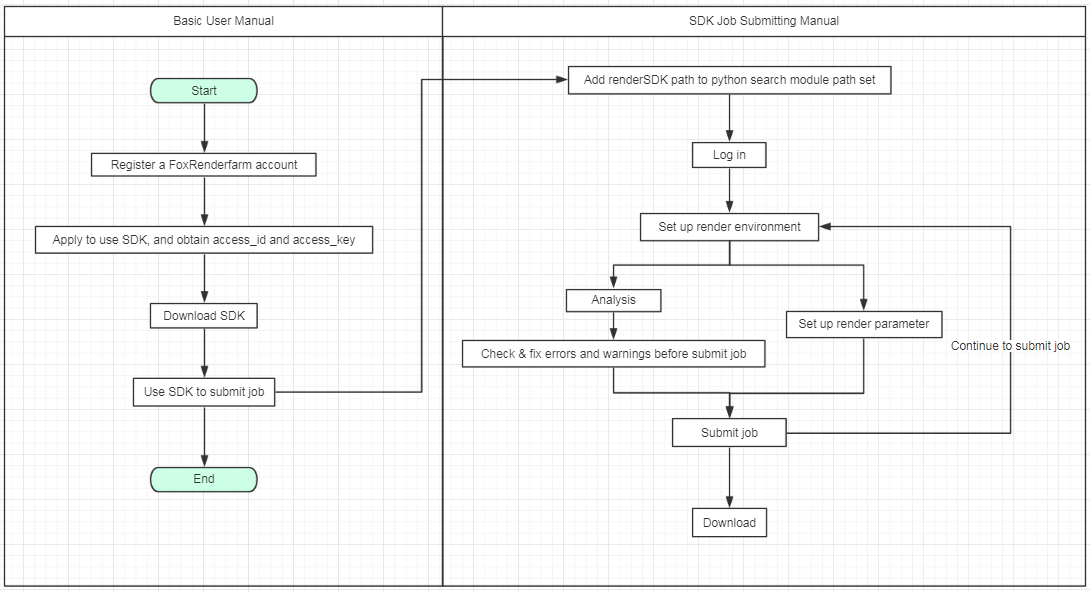 Basic User Manual
SDK Job Submitting Manual
Start
Register a FoxRenderfarm account
Apply to use SDK, and obtain access_id and access_key
Download SDK
Use SDK to submit job
End
Add renderSDK path to python search module path set
Log in
Set up render environment
Analysis
Set up render parameter
Check & fix errors and warnings before submit job
Continue to submit job
Submit job
Download